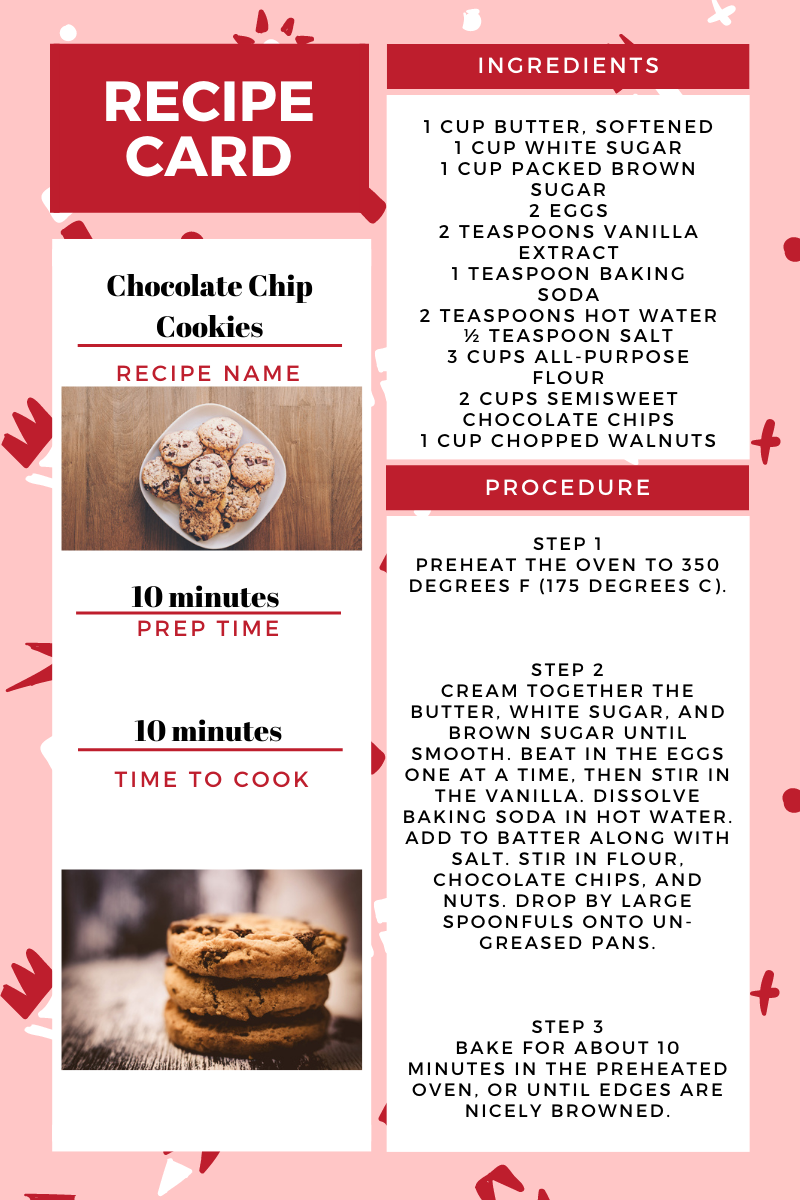 RECIPE
CARD
Chocolate Chip
Cookies
RECIPE NAME
10 minutes
PREP TIME
10 minutes
TIME TO COOK
INGREDIENTS
1 CUP BUTTER, SOFTENED
1 CUP WHITE SUGAR
1 CUP PACKED BROWN
SUGAR
2 EGGS
2 TEASPOONS VANILLA
EXTRACT
1 TEASPOON BAKING
SODA
2 TEASPOONS HOT WATER
½ TEASPOON SALT
3 CUPS ALL-PURPOSE
FLOUR
2 CUPS SEMISWEET
CHOCOLATE CHIPS
1 CUP CHOPPED WALNUTS
PROCEDURE
STEP 1
PREHEAT THE OVEN TO 350
DEGREES F (175 DEGREES C).
STEP 2
CREAM TOGETHER THE
BUTTER, WHITE SUGAR, AND
BROWN SUGAR UNTIL
SMOOTH. BEAT IN THE EGGS
ONE AT A TIME, THEN STIR IN
THE VANILLA. DISSOLVE
BAKING SODA IN HOT WATER.
ADD TO BATTER ALONG WITH
SALT. STIR IN FLOUR,
CHOCOLATE CHIPS, AND
NUTS. DROP BY LARGE
SPOONFULS ONTO UN-
GREASED PANS.
STEP 3
BAKE FOR ABOUT 10
MINUTES IN THE PREHEATED
OVEN, OR UNTIL EDGES ARE
NICELY BROWNED.